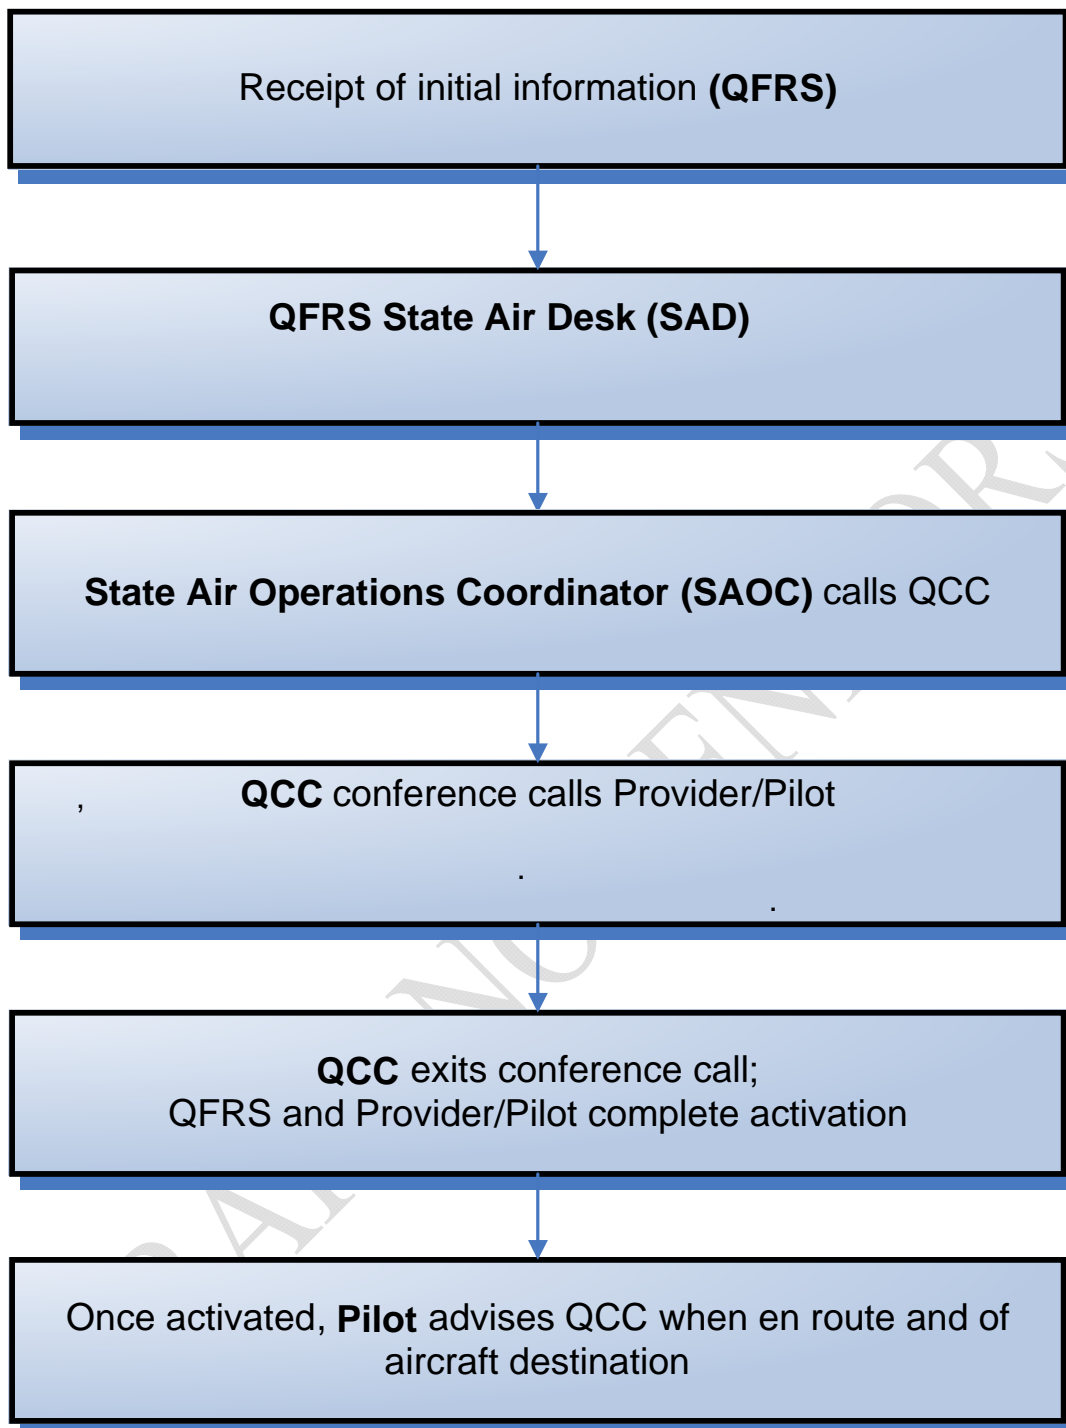 Receipt of initial information (QFRS)
QFRS State Air Desk (SAD)
State Air Operations Coordinator (SAOC) calls QCC
, QCC conference calls Provider/Pilot
.
.
QCC exits conference call;
QFRS and Provider/Pilot complete activation
Once activated, Pilot advises QCC when en route and of
aircraft destination